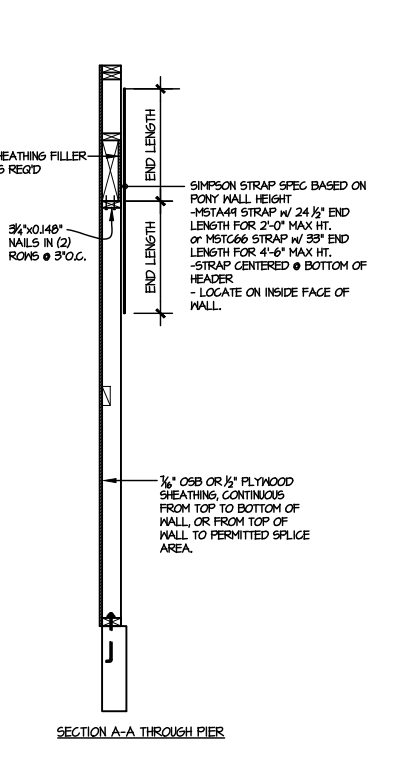 END LENGTH
HEATHING FILLER
S REQ'D
SIMPSON STRAP SPEC BASED ON
PONY WALL HEIGHT
-MSTA49 STRAP W/ 24 1/2" END
LENGTH FOR 2'-0" MAX HT.
or MSTC66 STRAP W/ 33" END
LENGTH FOR 4'-6" MAX HT.
-STRAP CENTERED @ BOTTOM OF
HEADER
- LOCATE ON INSIDE FACE OF
WALL.
3 1/4"x0.148"
NAILS IN (2)
ROWS @ 3"O.C.
END LENGTH
7/16" OSB OR 1/2" PLYWOOD
SHEATHING, CONTINUOUS
FROM TOP TO BOTTOM OF
WALL, OR FROM TOP OF
WALL TO PERMITTED SPLICE
AREA.
SECTION A-A THROUGH PIER